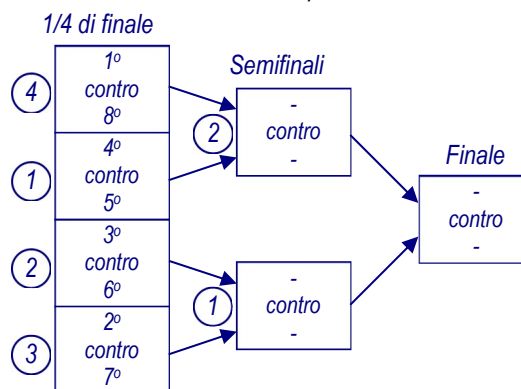 1/4 di finale
4
1º
contro
8º
1
4º
contro
5º
2
3º
contro
6º
3
2º
contro
7º
Semifinali
2
-
contro
-
1
-
contro
-
Finale
-
contro
-